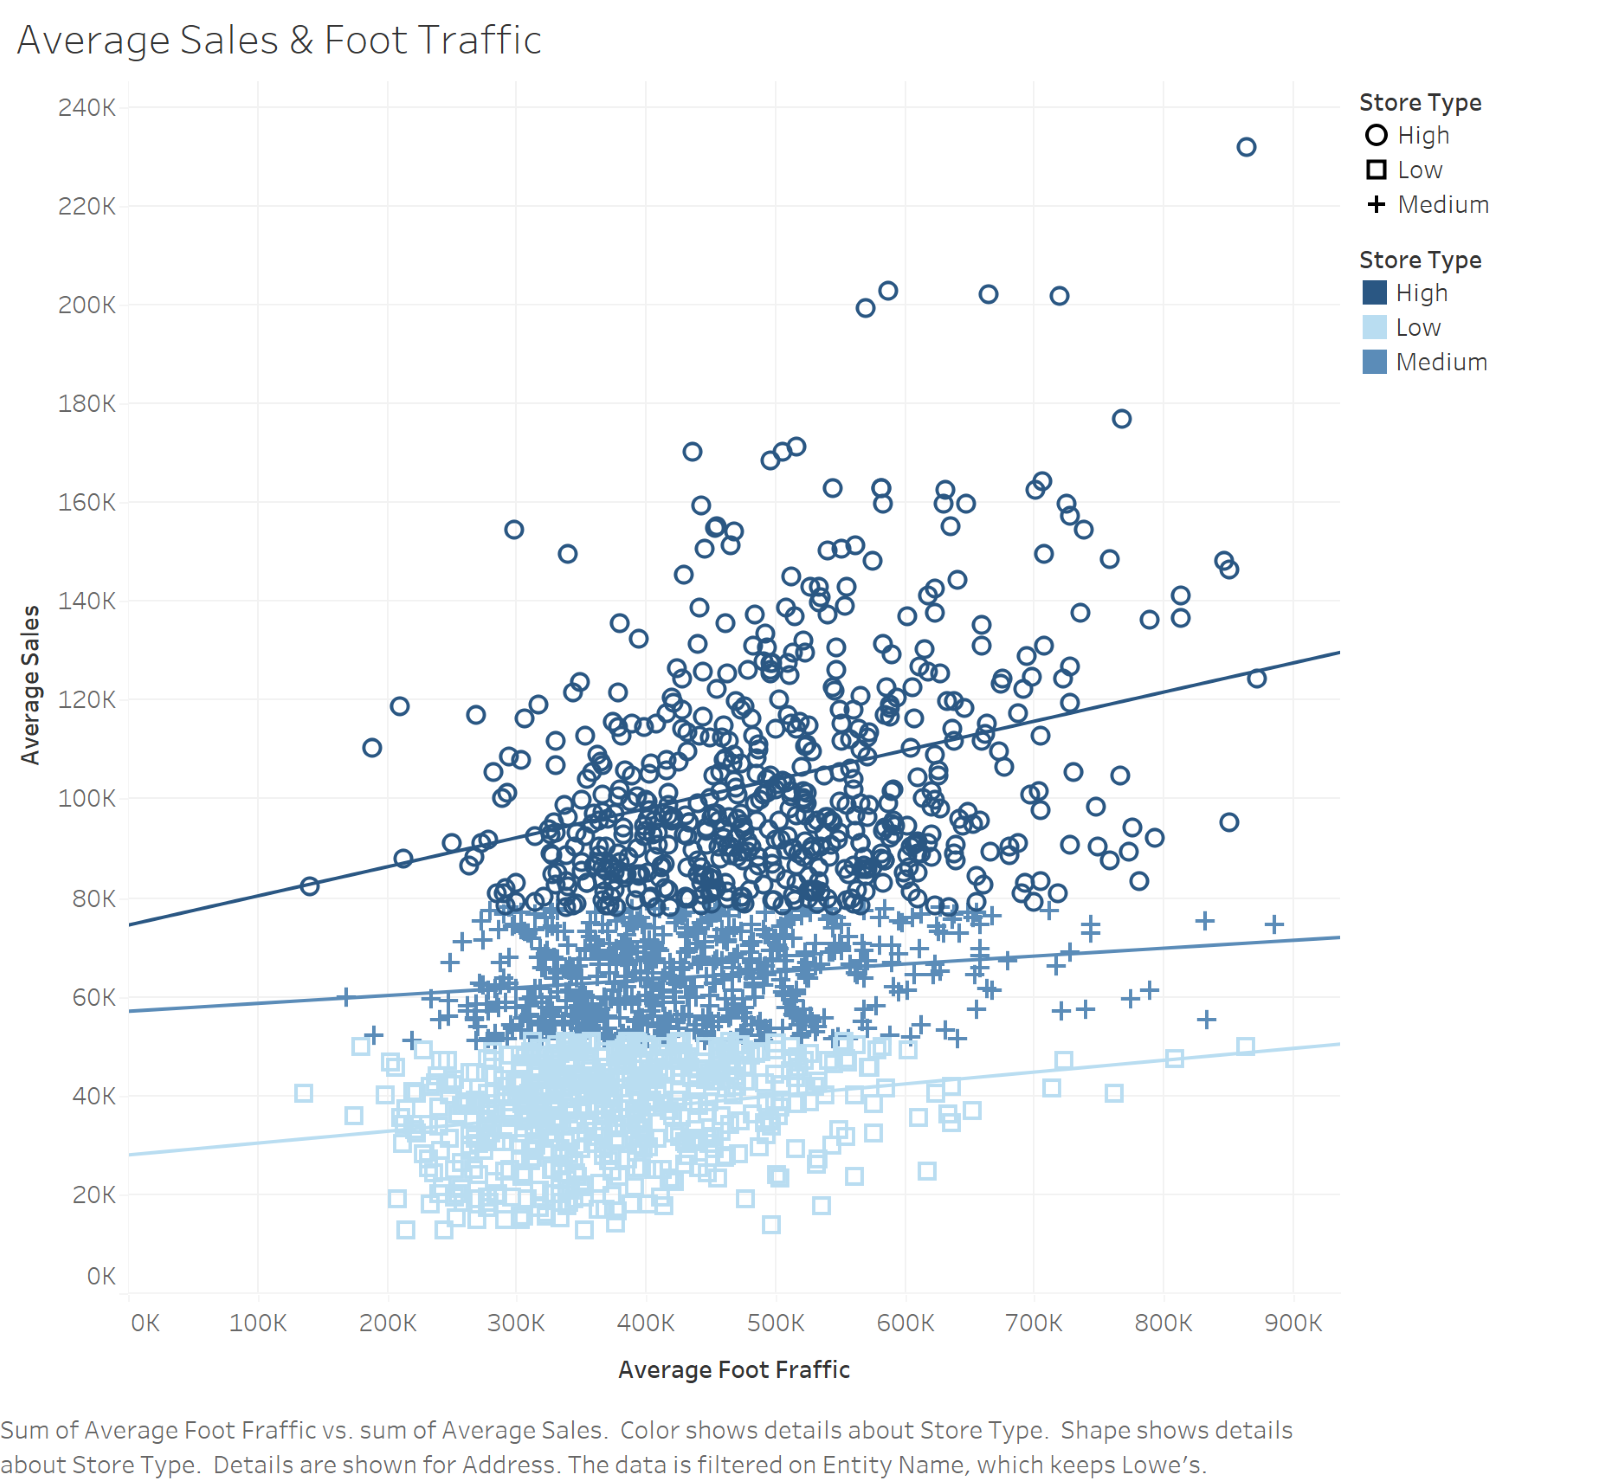 Average Sales & Foot Traffic
240K
220K
200K
180K
160K
140K
120K
100K
80K
60K
40K
20K
0K
Average Sales
0K 100K 200K 300K 400K 500K 600K 700K 800K 900K
Average Foot Fraffic
Store Type
High
Low
Medium
Store Type
High
Low
Medium
Sum of Average Foot Fraffic vs. sum of Average Sales. Color shows details about Store Type. Shape shows details
about Store Type. Details are shown for Address. The data is filtered on Entity Name, which keeps Lowe's.